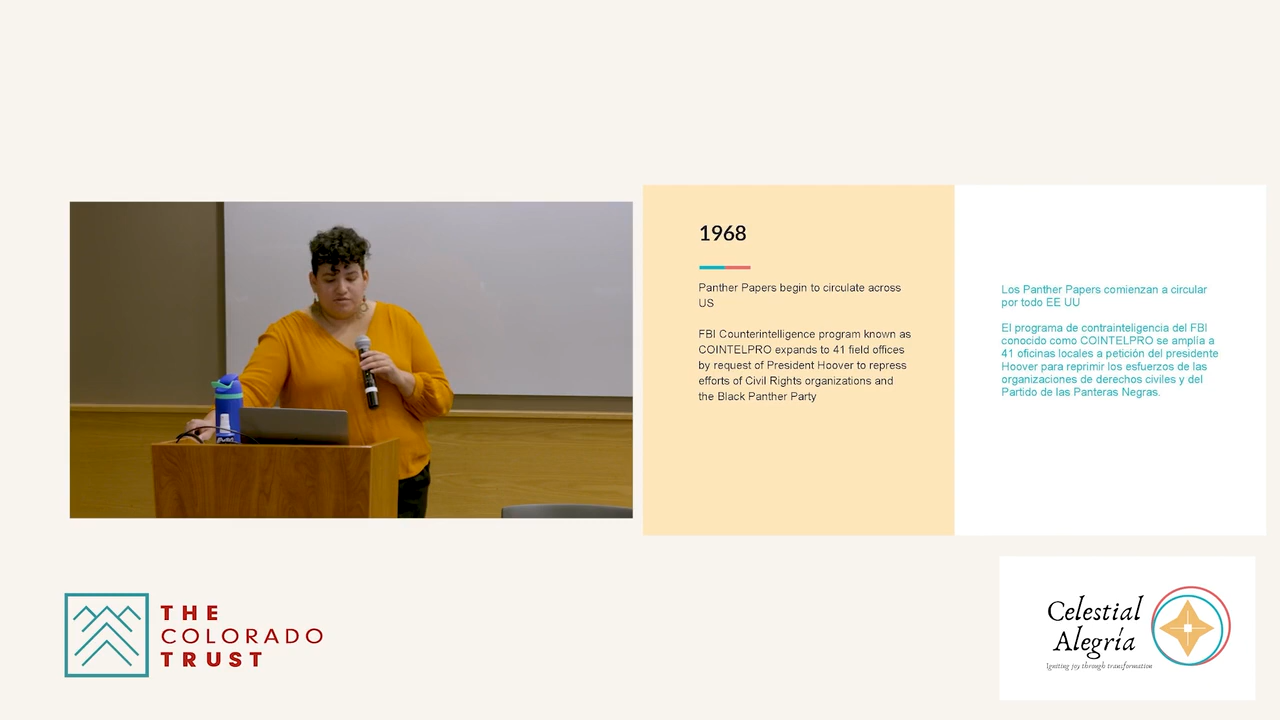 1968
Panther Papers begin to circulate across
US
FBI Counterintelligence program known as
COINTELPRO expands to 41 field offices
by request of President Hoover to repress
efforts of Civil Rights organizations and
the Black Panther Party
Los Panther Papers comienzan a circular
por todo EE UU
El programa de contrainteligencia del FBI
conocido como COINTELPRO se amplía a
41 oficinas locales a petición del presidente
Hoover para reprimir los esfuerzos de las
organizaciones de derechos civiles y del
Partido de las Panteras Negras.
THE
COLORADO
TRUST
Celestial
Alegría
Igniting joy through transformation